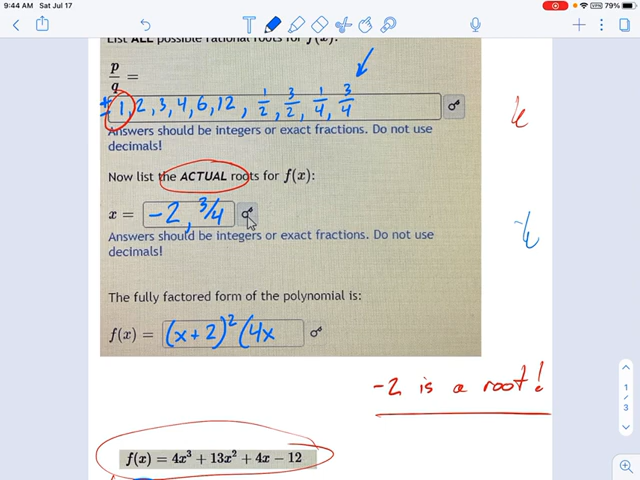 9:44 AM Sat Jul 17
79%
List ALL possible rational roots for f(x):
p/q =
± 1, 2, 3, 4, 6, 12, 1/2, 3/2, 1/4, 3/4
Answers should be integers or exact fractions. Do not use
decimals!
Now list the ACTUAL roots for f(x):
x = -2, 3/4
Answers should be integers or exact fractions. Do not use
decimals!
The fully factored form of the polynomial is:
f(x) = (x+2)² (4x
-2 is a root!
f(x) = 4x³ + 13x² + 4x − 12
1
/
3